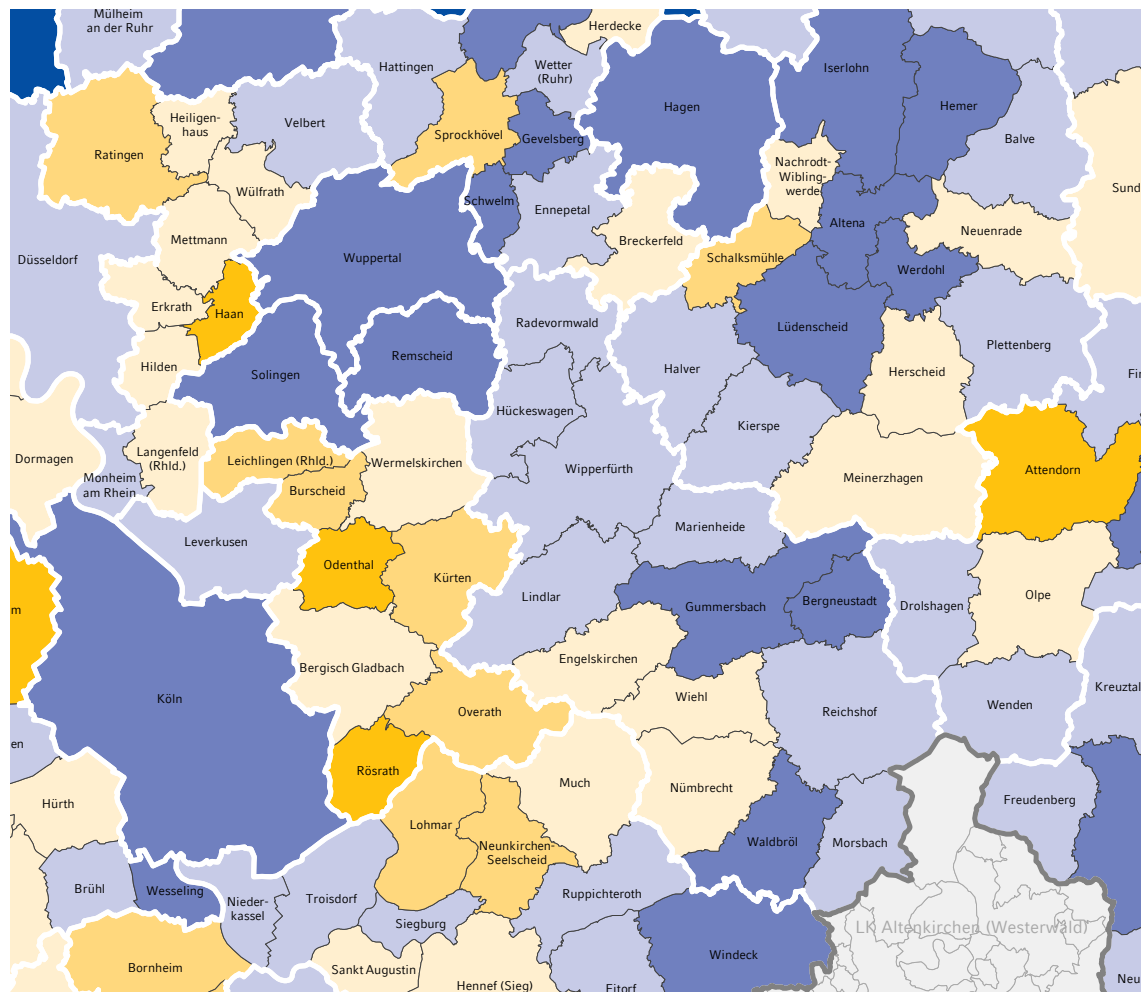 Mülheim
an der Ruhr
Herdecke
Hattingen
Wetter
(Ruhr)
Iserlohn
Hagen
Hemer
Heiligen-
haus
Velbert
Sprockhövel
Gevelsberg
Balve
Ratingen
Nachrodt-
Wibling-
werde
Sund
Wülfrath
Schwelm
Ennepetal
Altena
Mettmann
Breckerfeld
Neuenrade
Düsseldorf
Wuppertal
Schalksmühle
Werdohl
Erkrath
Haan
Radevormwald
Lüdenscheid
Remscheid
Plettenberg
Hilden
Solingen
Halver
Herscheid
Fin
Hückeswagen
Kierspe
Dormagen
Langenfeld
(Rhld.)
Leichlingen (Rhld.)
Wermelskirchen
Wipperfürth
Attendorn
Monheim
am Rhein
Burscheid
Meinerzhagen
Leverkusen
Marienheide
Odenthal
Kürten
m
Lindlar
Gummersbach
Bergneustadt
Drolshagen
Olpe
Bergisch Gladbach
Engelskirchen
Köln
Wiehl
Kreuztal
Overath
Reichshof
Wenden
en
Rösrath
Much
Nümbrecht
Hürth
Freudenberg
Lohmar
Waldbröl
Morsbach
Neunkirchen-
Seelscheid
Brühl
Wesseling
Nieder-
kassel
Troisdorf
Ruppichteroth
Siegburg
LK Altenkirchen (Westerwald)
Bornheim
Sankt Augustin
Windeck
Hennef (Sieg)
Eitorf
Neu